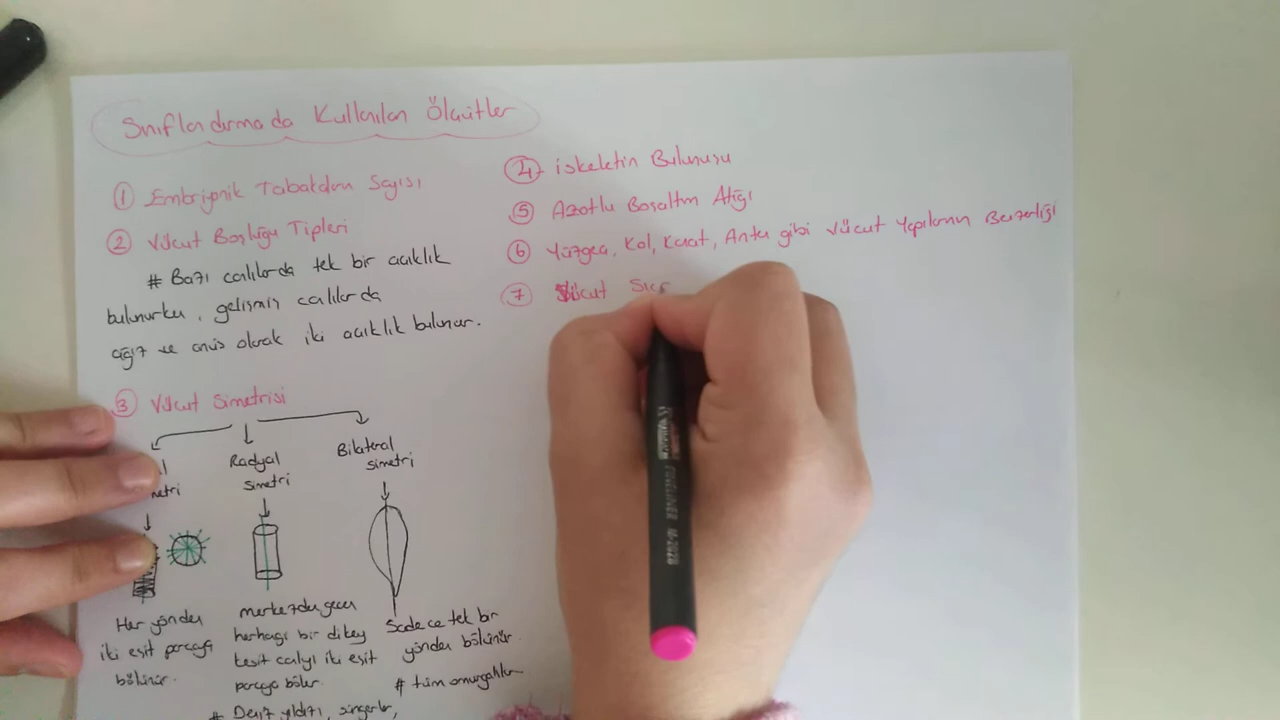 Sınıflandırmada Kullanılan Ölçütler
① Embriyonik Tabakaların Sayısı
② Vücut Boşluğu Tipleri
# Bazı canlılarda tek bir açıklık
bulunurken, gelişmiş canlılarda
ağız ve anüs olarak iki açıklık bulunur.
③ Vücut Simetrisi
metri
Radyal
simetri
Bilateral
simetri
Her yönden
iki eşit parçaya
bölünür.
merkezden geçen
herhangi bir dikey
kesit canlıyı iki eşit
parçaya böler
# Deniz yıldızı, süngerler,
Sadece tek bir
yönden bölünür.
# tüm omurgalılar
④ iskeletin Bulunuşu
⑤ Azotlu Boşaltım Atığı
⑥ Yüzgeç, Kol, Kanat, Anten gibi Vücut Yapılarının Benzerliği
⑦ Vücut Sıc